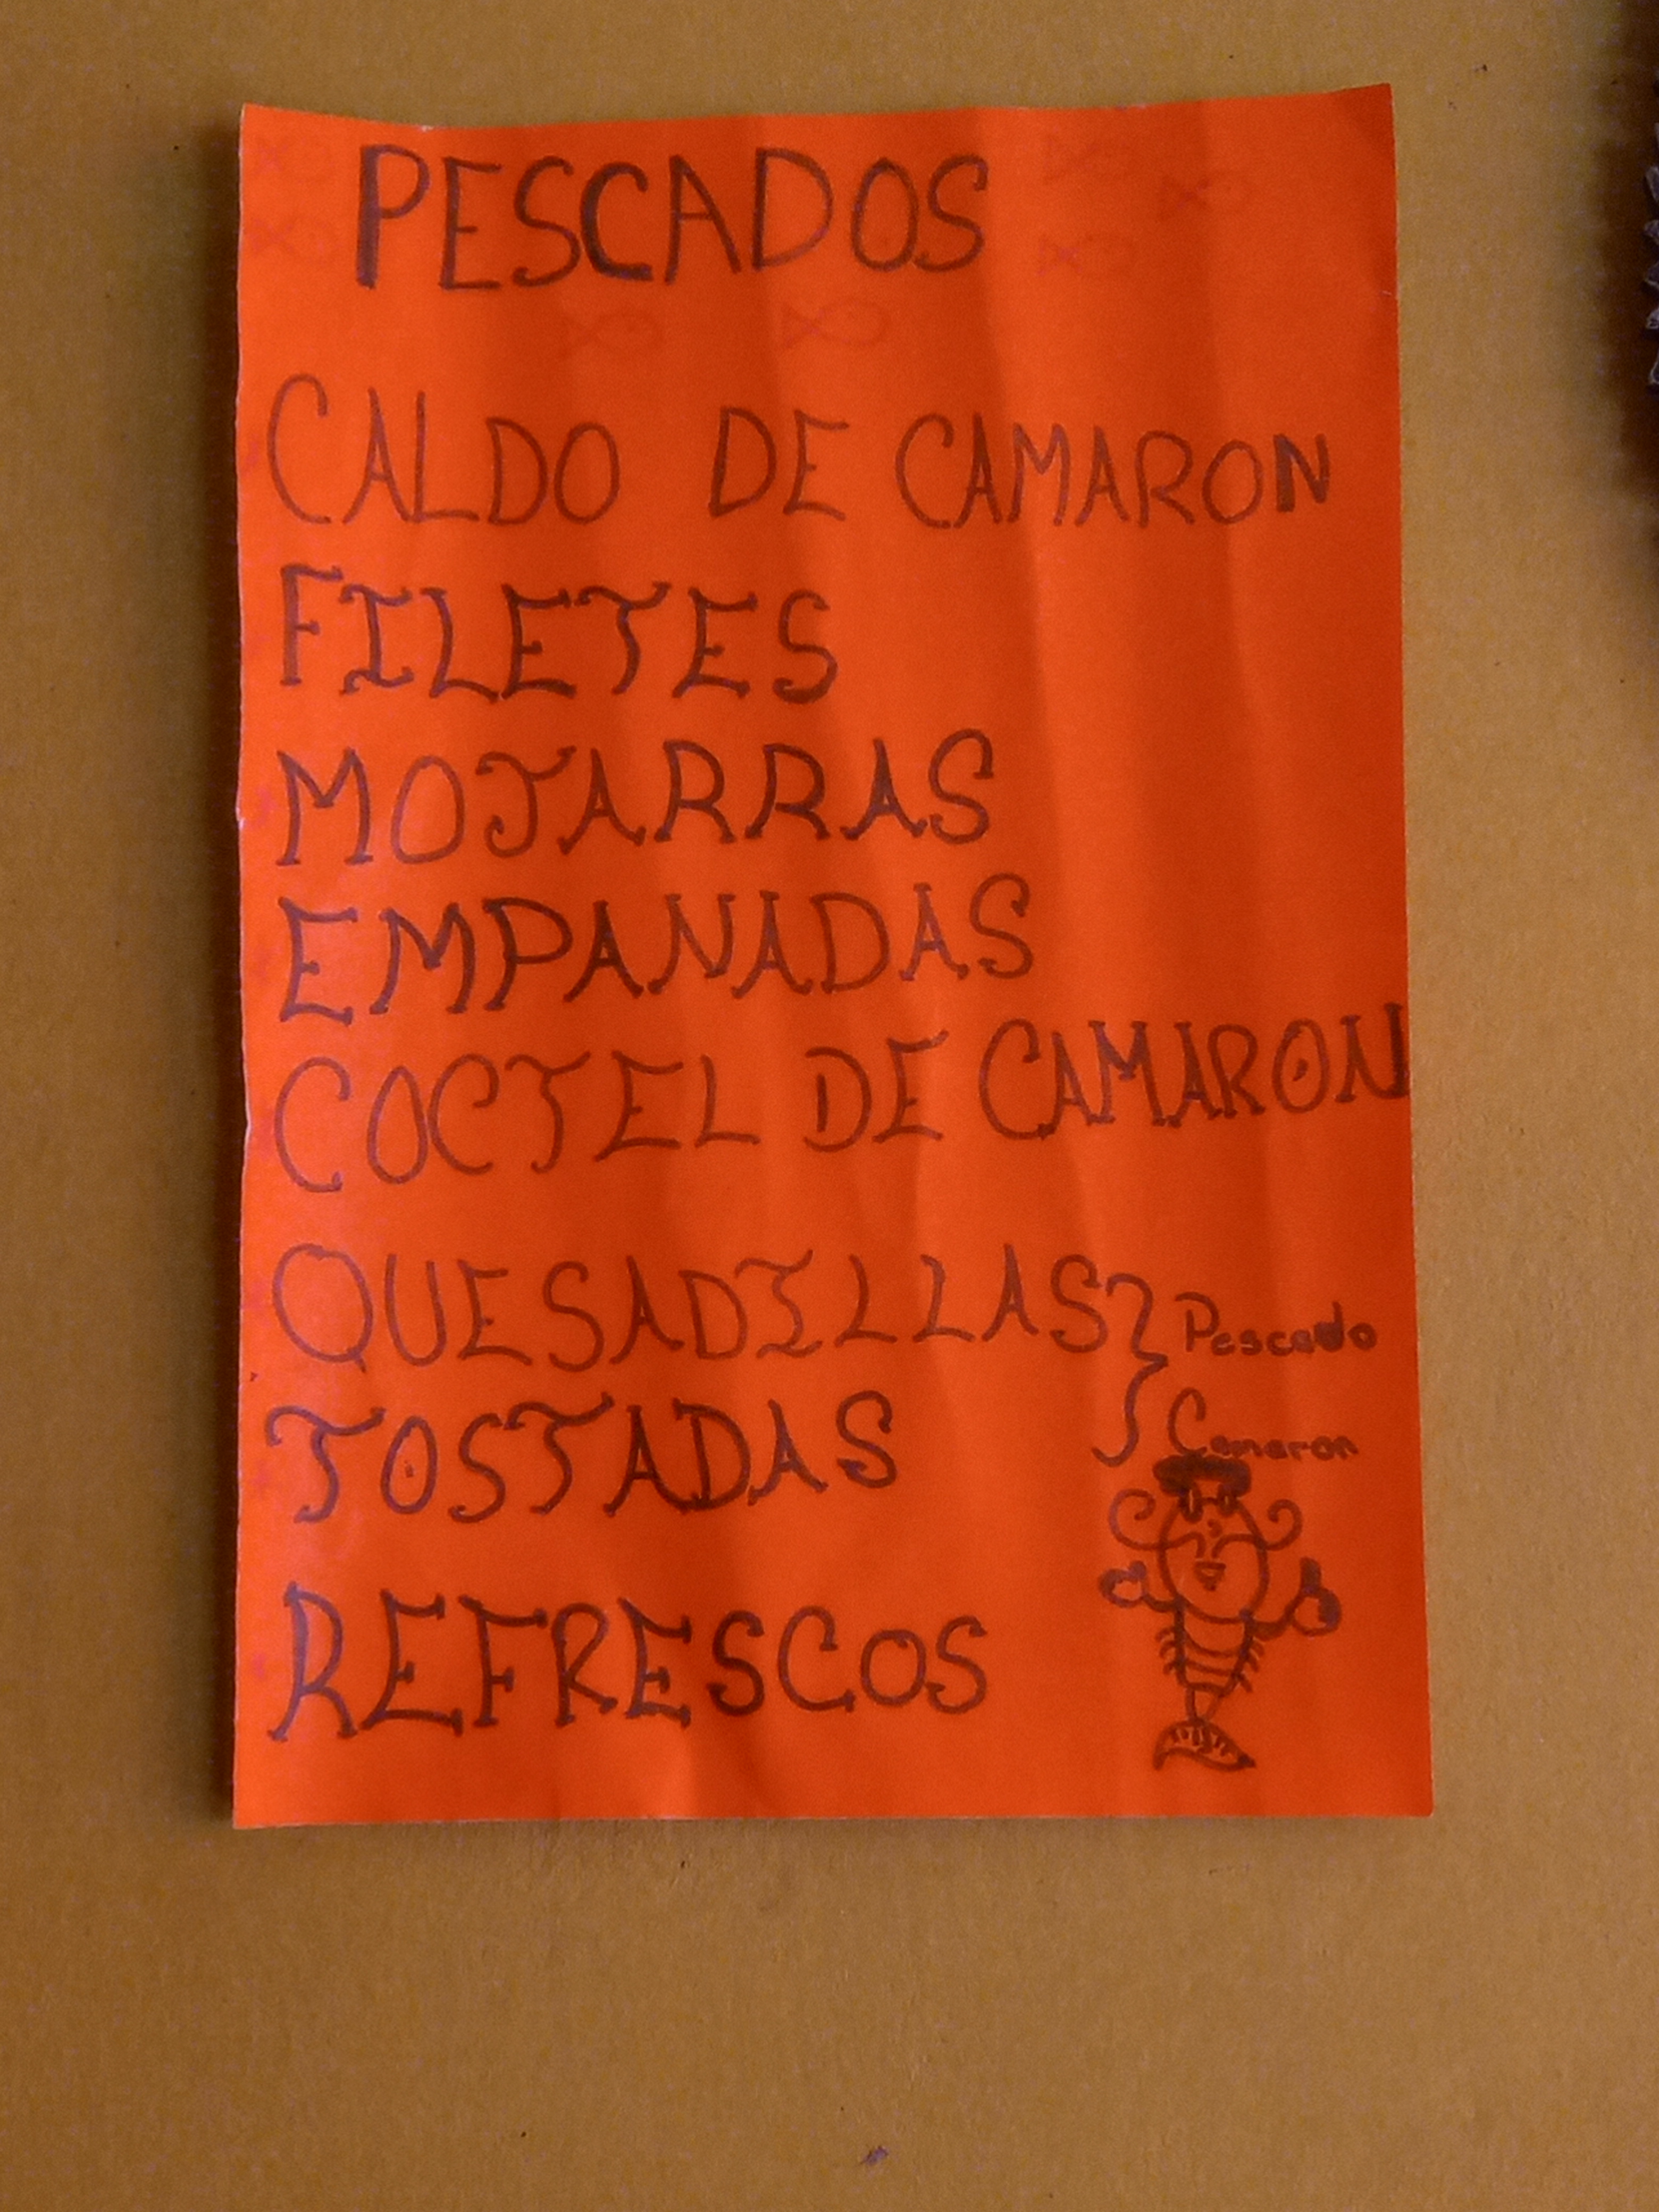 PESCADOS
CALDO DE CAMARON
FILETES
MOJARRAS
EMPANADAS
COCTEL DE CAMARON
QUESADILLAS } Pescado
TOSTADAS } Camaron
REFRESCOS